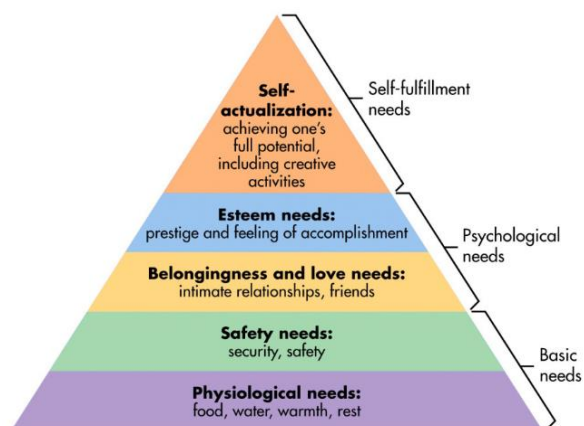 Self-
actualization:
achieving one's
full potential,
including creative
activities
Self-fulfillment
needs
Esteem needs:
prestige and feeling of accomplishment
Psychological
needs
Belongingness and love needs:
intimate relationships, friends
Safety needs:
security, safety
Basic
needs
Physiological needs:
food, water, warmth, rest